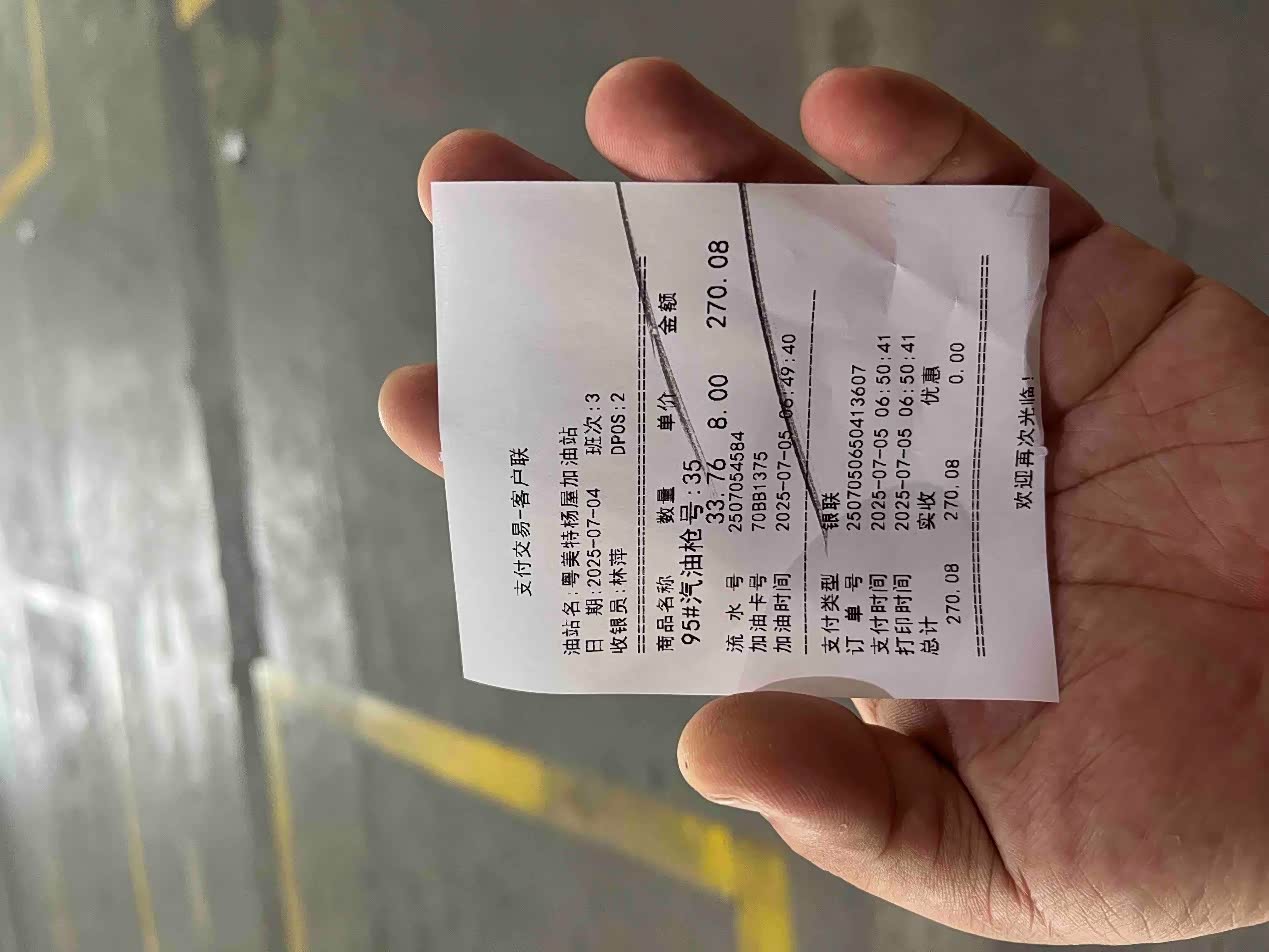 支付交易-客户联
油站名:粤美特杨屋加油站
日 期:2025-07-04 班次:3
收银员:林萍 DPOS:2
================================
商品名称 数量 单价 金额
95#汽油枪号:35
33.76 8.00 270.08
流 水 号 2507054584
加油卡号 70BB1375
加油时间 2025-07-05 06:49:40
--------------------------------
支付类型 银联
订 单 号 2507050650413607
支付时间 2025-07-05 06:50:41
打印时间 2025-07-05 06:50:41
总计 实收 优惠
270.08 270.08 0.00
================================
欢迎再次光临!